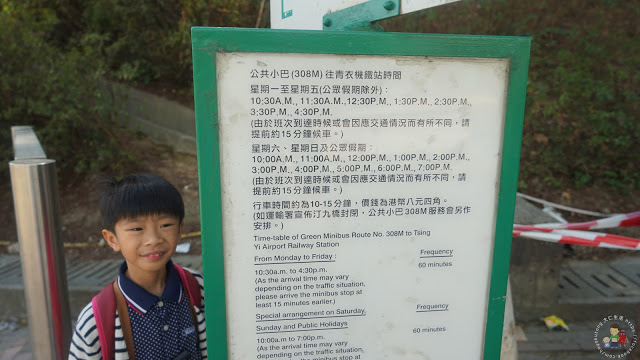 公共小巴 (308M) 往青衣機鐵站時間
星期一至星期五(公眾假期除外):
10:30A.M., 11:30A.M.,12:30P.M., 1:30P.M., 2:30P.M.,
3:30P.M., 4:30P.M.
(由於班次到達時候或會因應交通情況而有所不同,請
提前約15分鐘候車。)
星期六、星期日及公眾假期:
10:00A.M., 11:00A.M., 12:00P.M., 1:00P.M., 2:00P.M.,
3:00P.M., 4:00P.M., 5:00P.M., 6:00P.M., 7:00P.M.
(由於班次到達時候或會因應交通情況而有所不同,請
提前約15分鐘候車。)
行車時間約為10-15分鐘,價錢為港幣八元四角。
(如運輸署宣佈汀九橋封閉,公共小巴 308M服務會另作
安排。)
Time-table of Green Minibus Route No. 308M to Tsing
Yi Airport Railway Station
From Monday to Friday: Frequency
10:30a.m. to 4:30p.m. 60 minutes
(As the arrival time may vary
depending on the traffic situation,
please arrive the minibus stop at
least 15 minutes earlier.)
Special arrangement on Saturday,
Sunday and Public Holidays Frequency
10:00a.m to 7:00p.m. 60 minutes
(As the arrival time may vary
depending on the traffic situation,